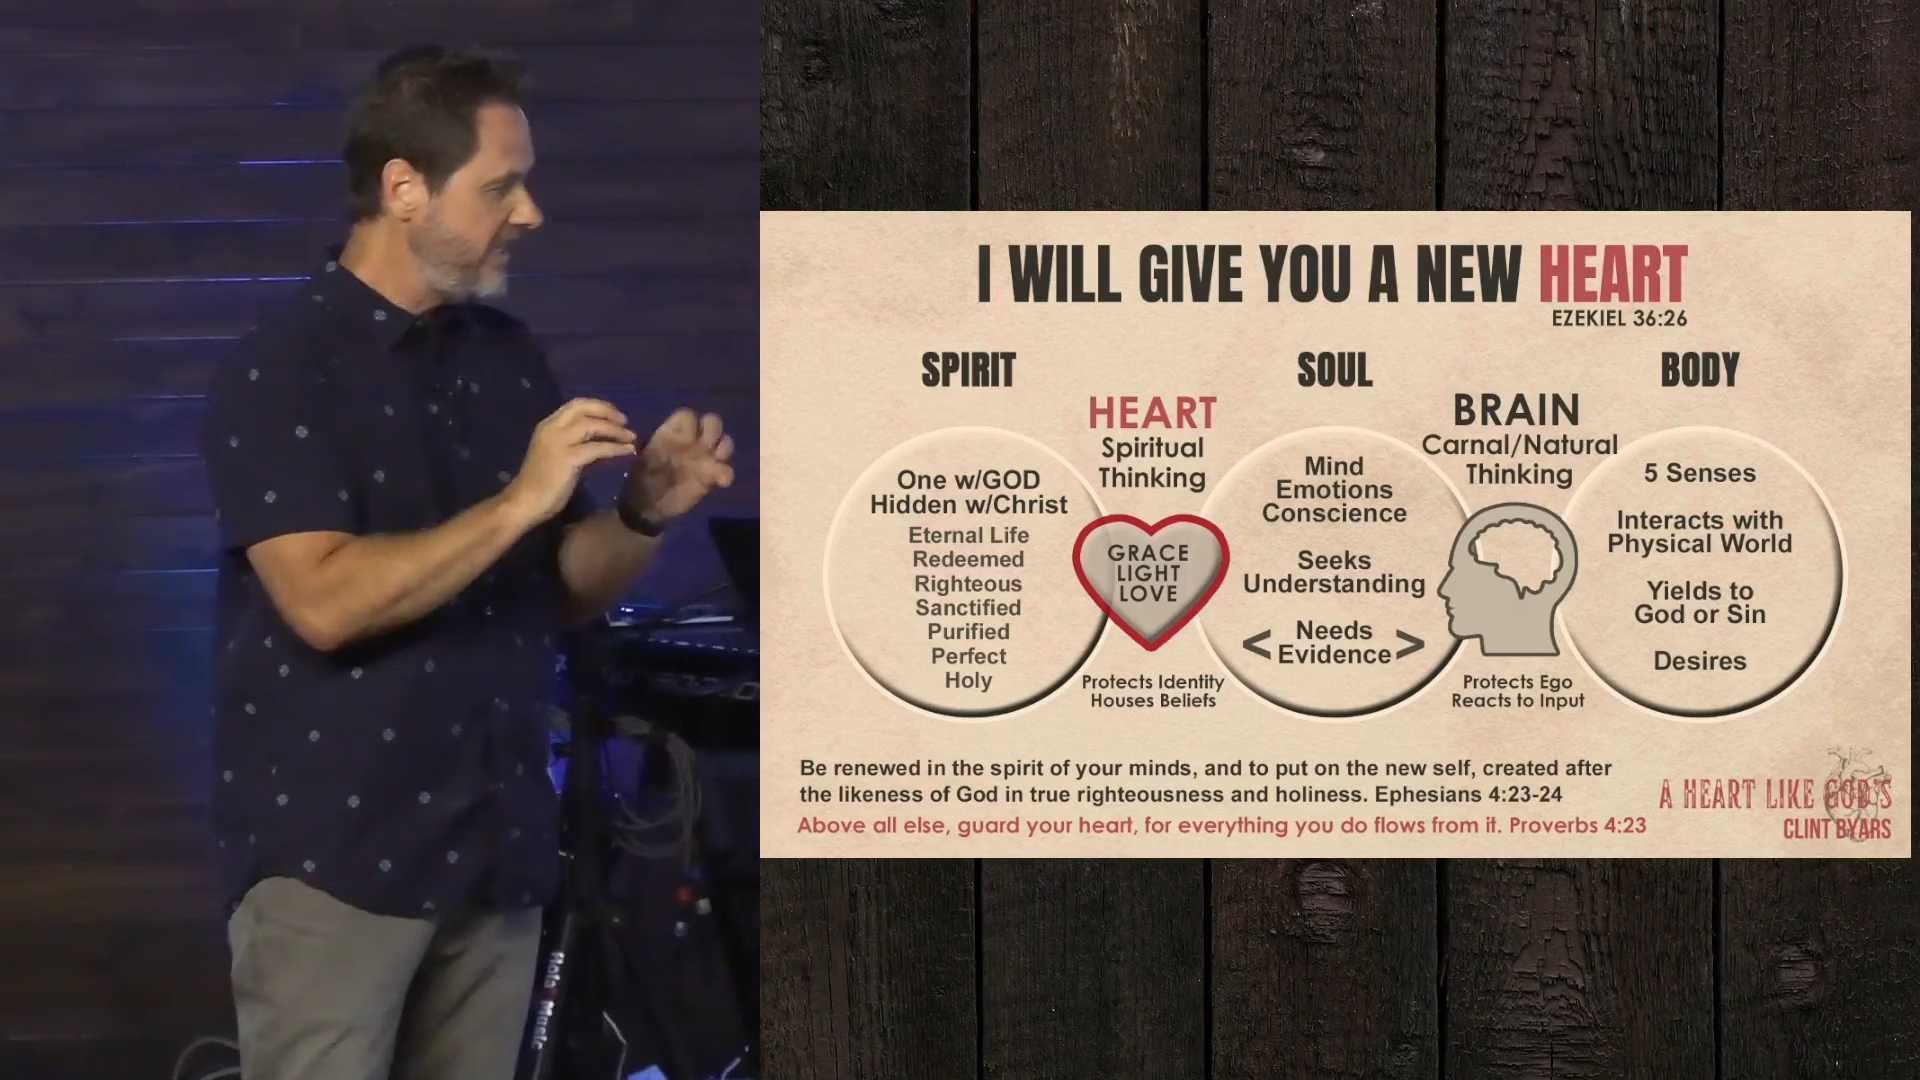 I WILL GIVE YOU A NEW HEART
EZEKIEL 36:26
SPIRIT
One w/GOD
Hidden w/Christ
Eternal Life
Redeemed
Righteous
Sanctified
Purified
Perfect
Holy
HEART
Spiritual
Thinking
GRACE
LIGHT
LOVE
Protects Identity
Houses Beliefs
SOUL
Mind
Emotions
Conscience
Seeks
Understanding
< Needs
Evidence >
BRAIN
Carnal/Natural
Thinking
Protects Ego
Reacts to Input
BODY
5 Senses
Interacts with
Physical World
Yields to
God or Sin
Desires
Be renewed in the spirit of your minds, and to put on the new self, created after
the likeness of God in true righteousness and holiness. Ephesians 4:23-24
Above all else, guard your heart, for everything you do flows from it. Proverbs 4:23
A HEART LIKE GOD'S
CLINT BYARS